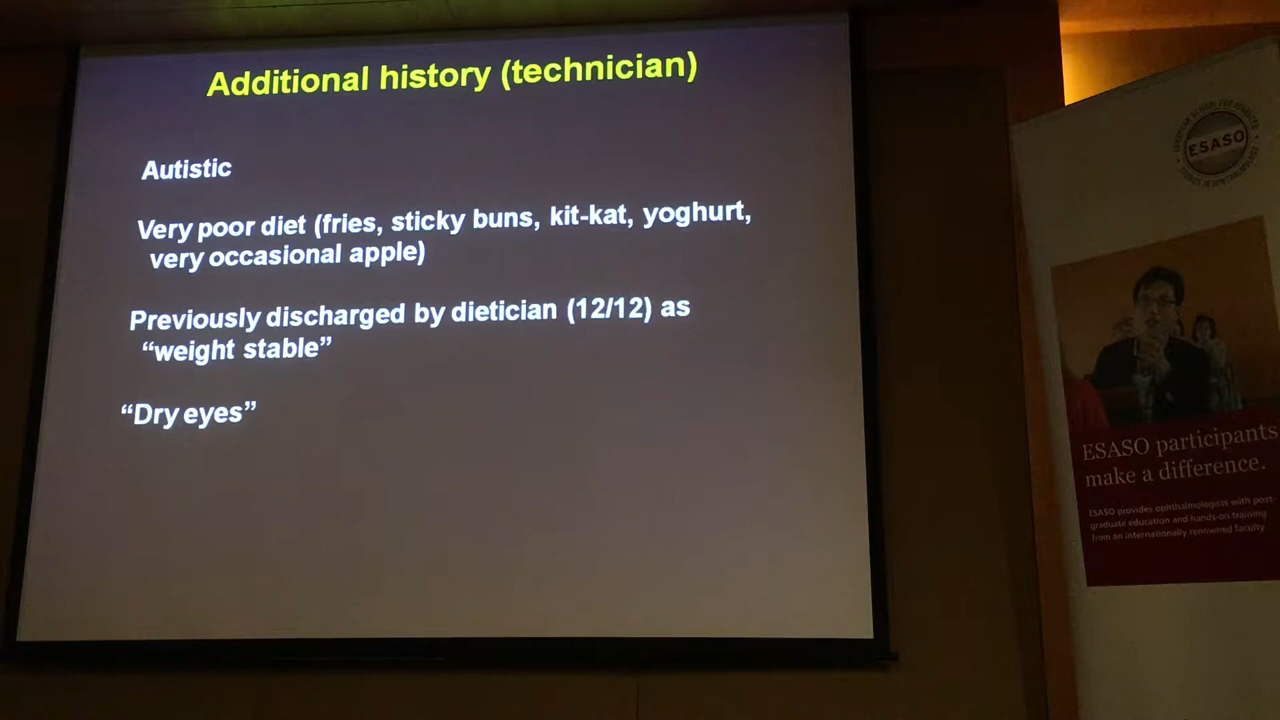 Additional history (technician)
Autistic
Very poor diet (fries, sticky buns, kit-kat, yoghurt,
very occasional apple)
Previously discharged by dietician (12/12) as
“weight stable”
“Dry eyes”
ESASO
ESASO participants
make a difference.
ESASO provides ophthalmologists with post-
graduate education and hands-on training
from an internationally renowned faculty.